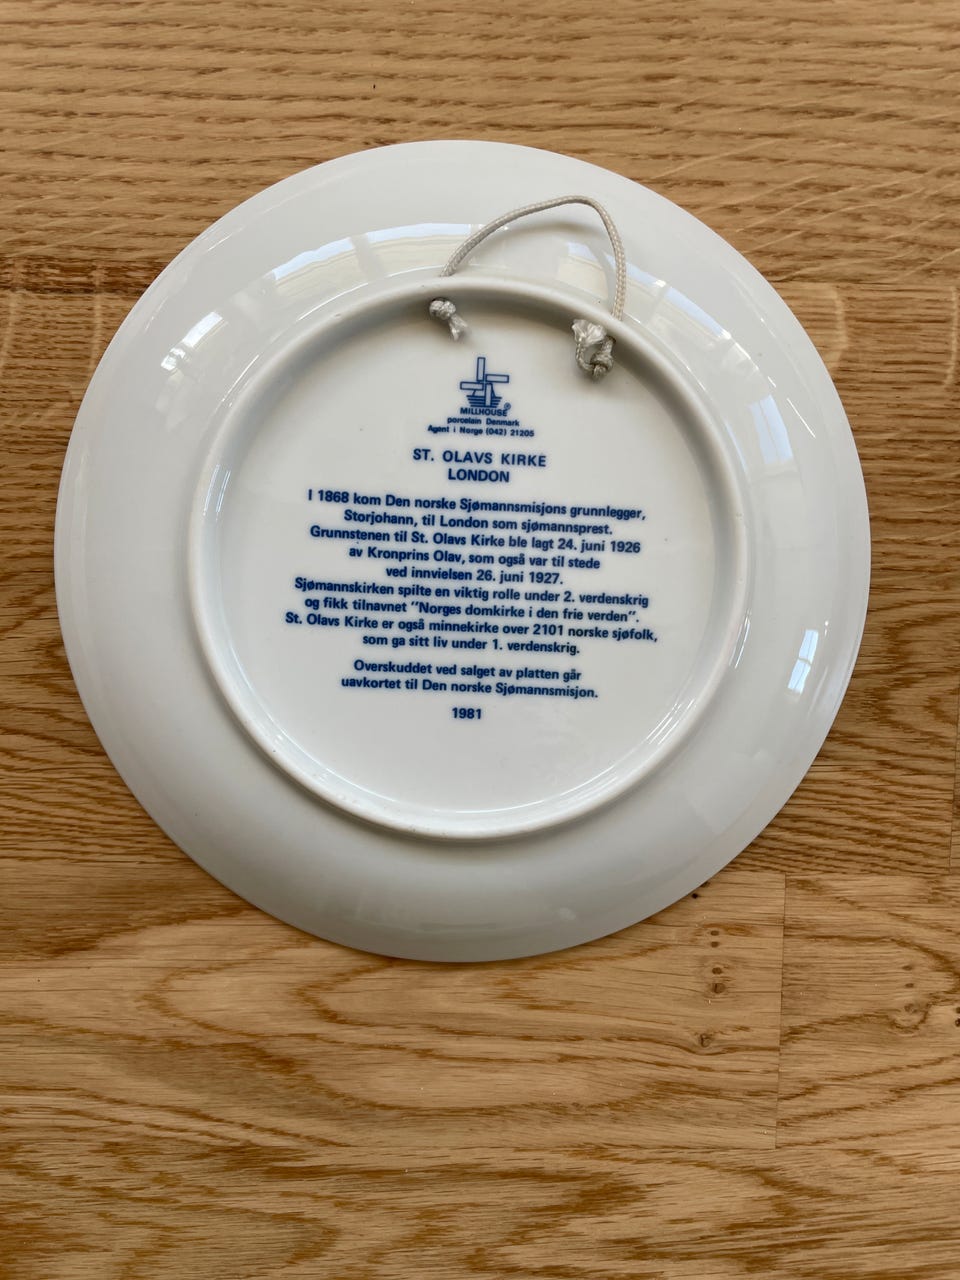 MILLHOUSE ®
porcelain Denmark
Agent i Norge (042) 21205
ST. OLAVS KIRKE
LONDON
I 1868 kom Den norske Sjømannsmisjons grunnlegger,
Storjohann, til London som sjømannsprest.
Grunnstenen til St. Olavs Kirke ble lagt 24. juni 1926
av Kronprins Olav, som også var til stede
ved innvielsen 26. juni 1927.
Sjømannskirken spilte en viktig rolle under 2. verdenskrig
og fikk tilnavnet "Norges domkirke i den frie verden".
St. Olavs Kirke er også minnekirke over 2101 norske sjøfolk,
som ga sitt liv under 1. verdenskrig.
Overskuddet ved salget av platten går
uavkortet til Den norske Sjømannsmisjon.
1981